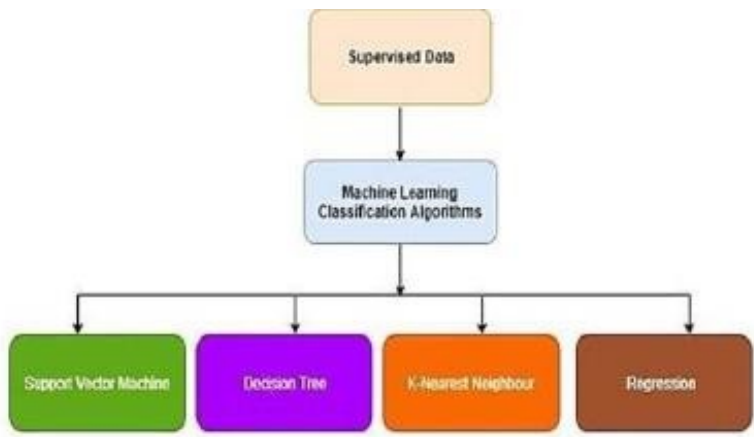 Supervised Data
Machine Learning
Classification Algorithms
Support Vector Machine
Decision Tree
K-Nearest Neighbour
Regression